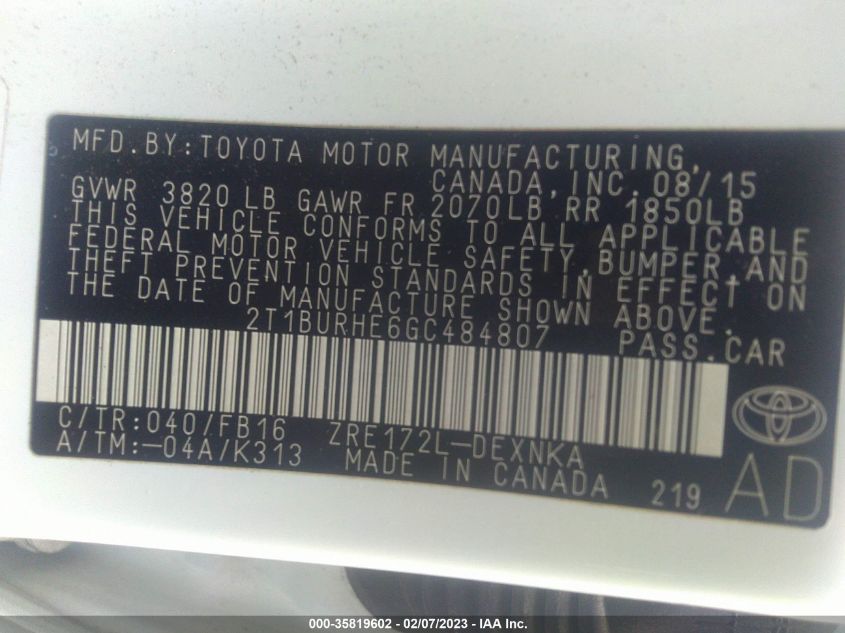 MFD.BY:TOYOTA MOTOR MANUFACTURING,
CANADA,INC.08/15
GVWR 3820 LB GAWR FR 2070LB RR 1850LB
THIS VEHICLE CONFORMS TO ALL APPLICABLE
FEDERAL MOTOR VEHICLE SAFETY,BUMPER,AND
THEFT PREVENTION STANDARDS IN EFFECT ON
THE DATE OF MANUFACTURE SHOWN ABOVE.
2T1BURHE6GC484807 PASS.CAR
C/TR:040/FB16 ZRE172L-DEXNKA
A/TM:-04A/K313 MADE IN CANADA 219 AD
000-35819602 - 02/07/2023 - IAA Inc.